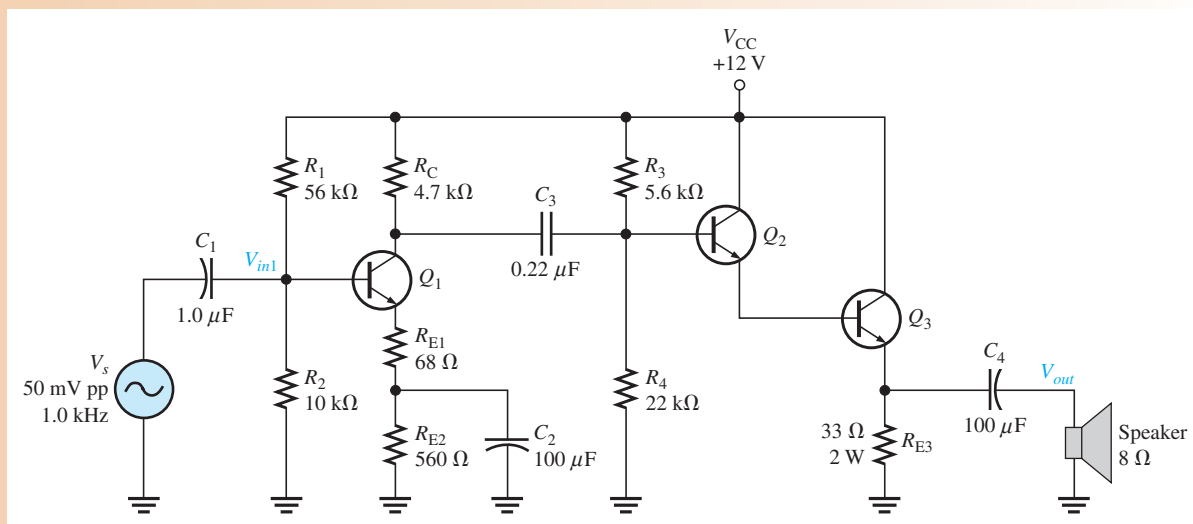 V_CC
+12 V
R_1
56 kΩ
R_C
4.7 kΩ
R_3
5.6 kΩ
C_1
1.0 μF
V_in1
Q_1
C_3
0.22 μF
Q_2
Q_3
V_s
50 mV pp
1.0 kHz
R_2
10 kΩ
R_E1
68 Ω
R_E2
560 Ω
C_2
100 μF
R_4
22 kΩ
33 Ω
2 W
R_E3
C_4
100 μF
V_out
Speaker
8 Ω